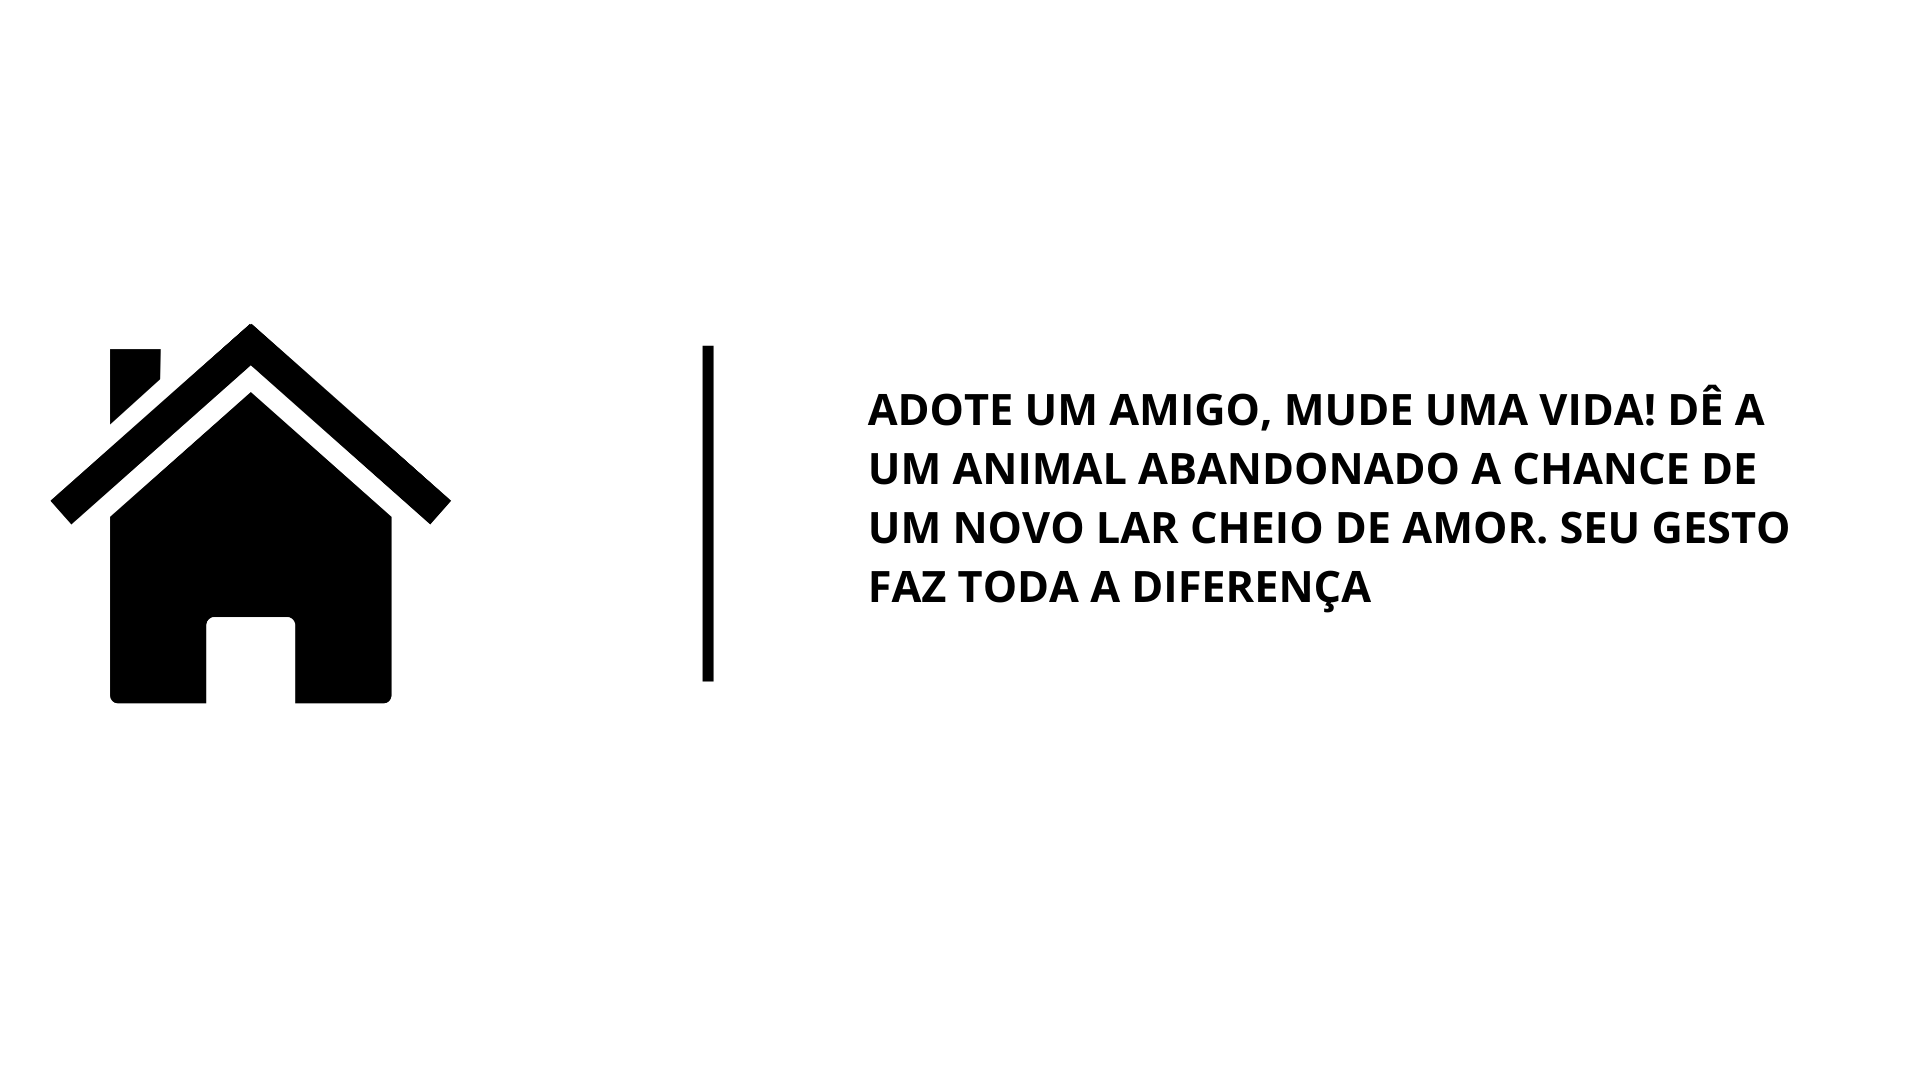 ADOTE UM AMIGO, MUDE UMA VIDA! DÊ A
UM ANIMAL ABANDONADO A CHANCE DE
UM NOVO LAR CHEIO DE AMOR. SEU GESTO
FAZ TODA A DIFERENÇA